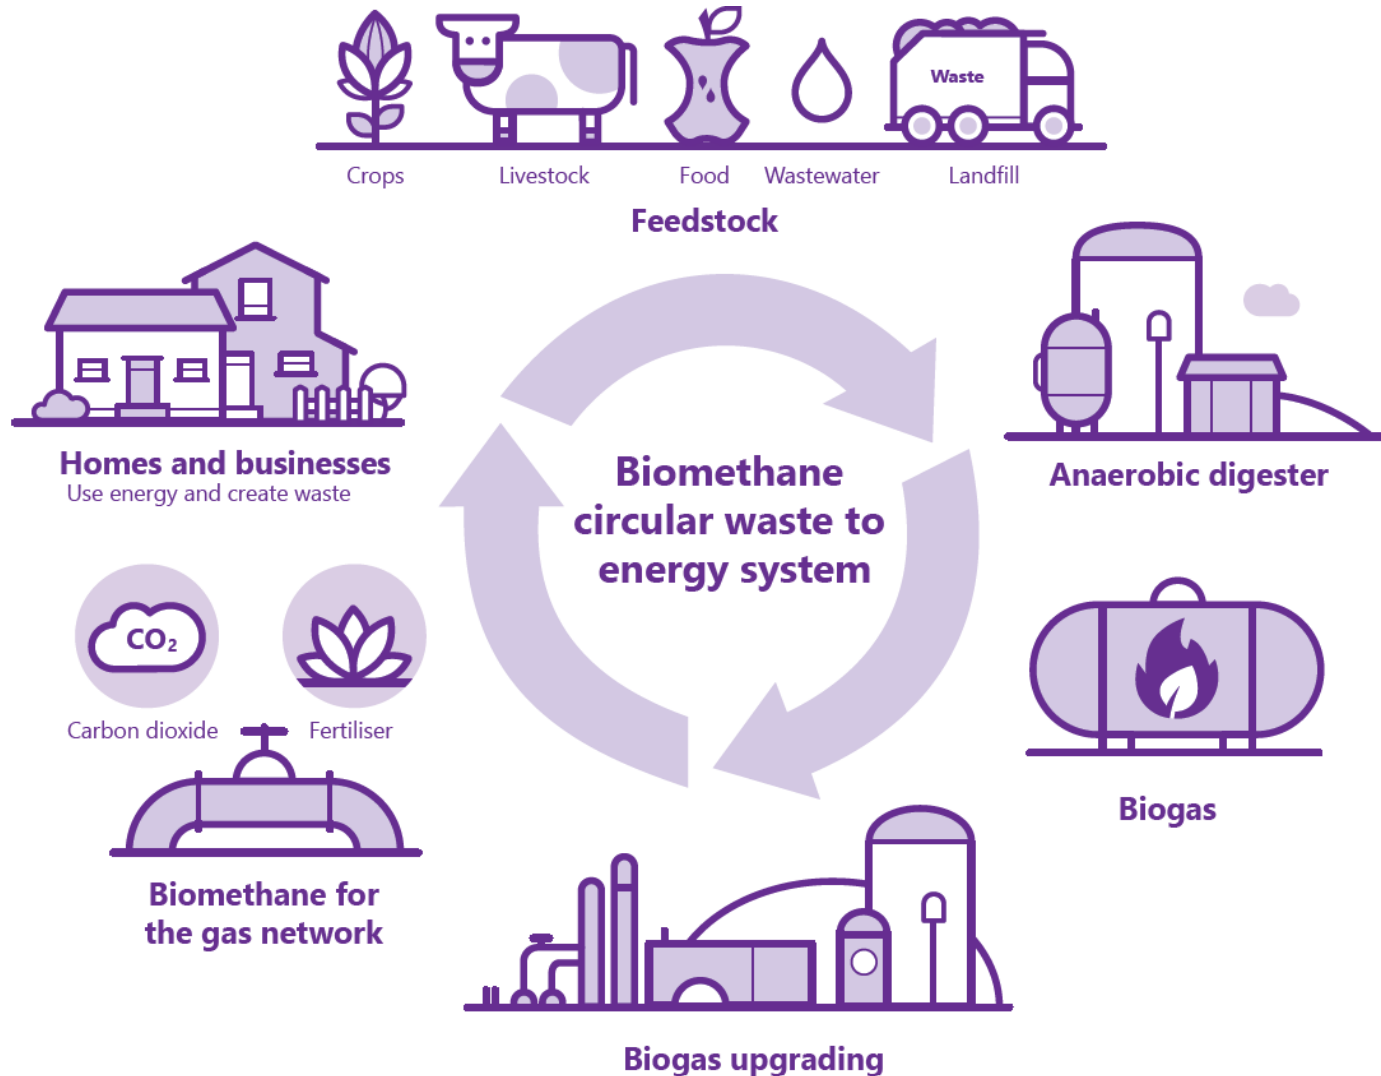 Waste
Crops
Livestock
Food
Wastewater
Landfill
Feedstock
Homes and businesses
Use energy and create waste
Biomethane
circular waste to
energy system
Anaerobic digester
CO₂
Carbon dioxide
Fertiliser
Biogas
Biomethane for
the gas network
Biogas upgrading